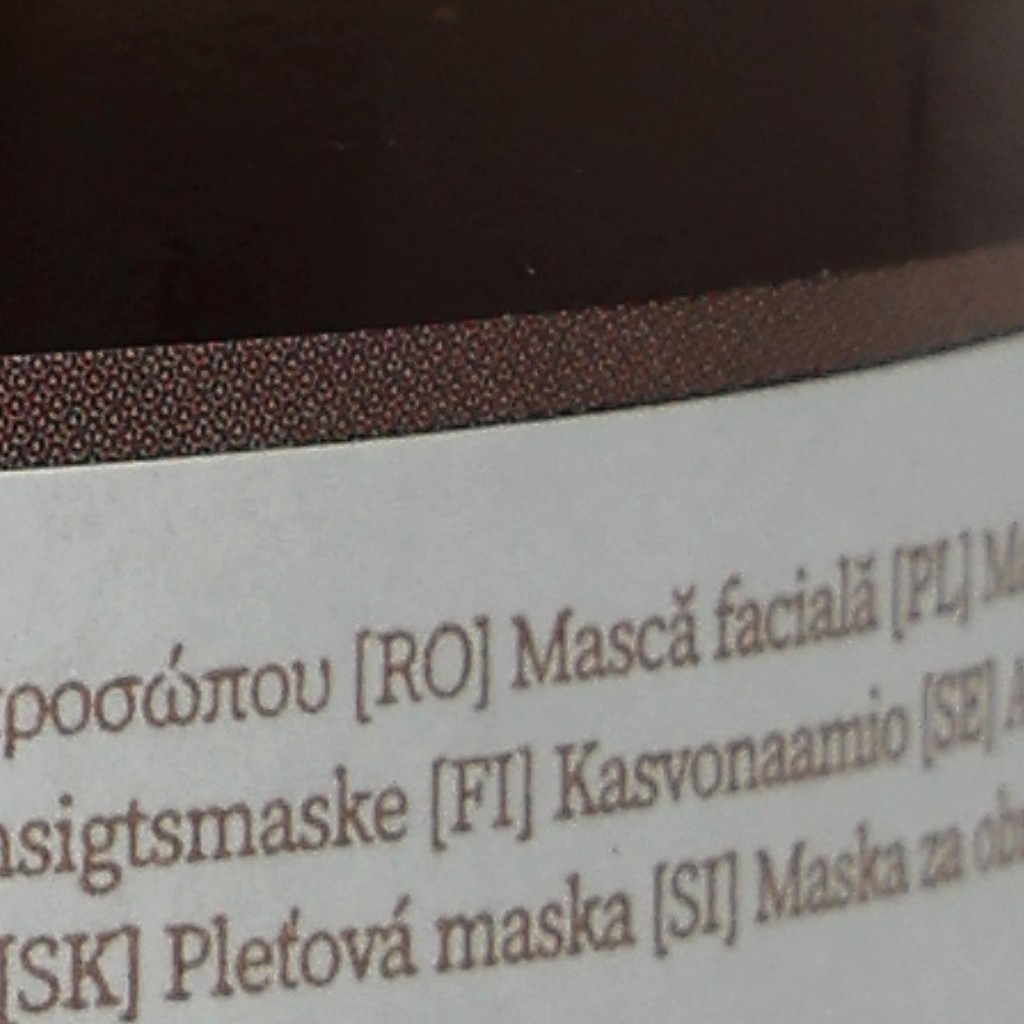 προσώπου [RO] Mască facială [PL]
nsigtsmaske [FI] Kasvonaamio [SE]
[SK] Pleťová maska [SI] Maska za